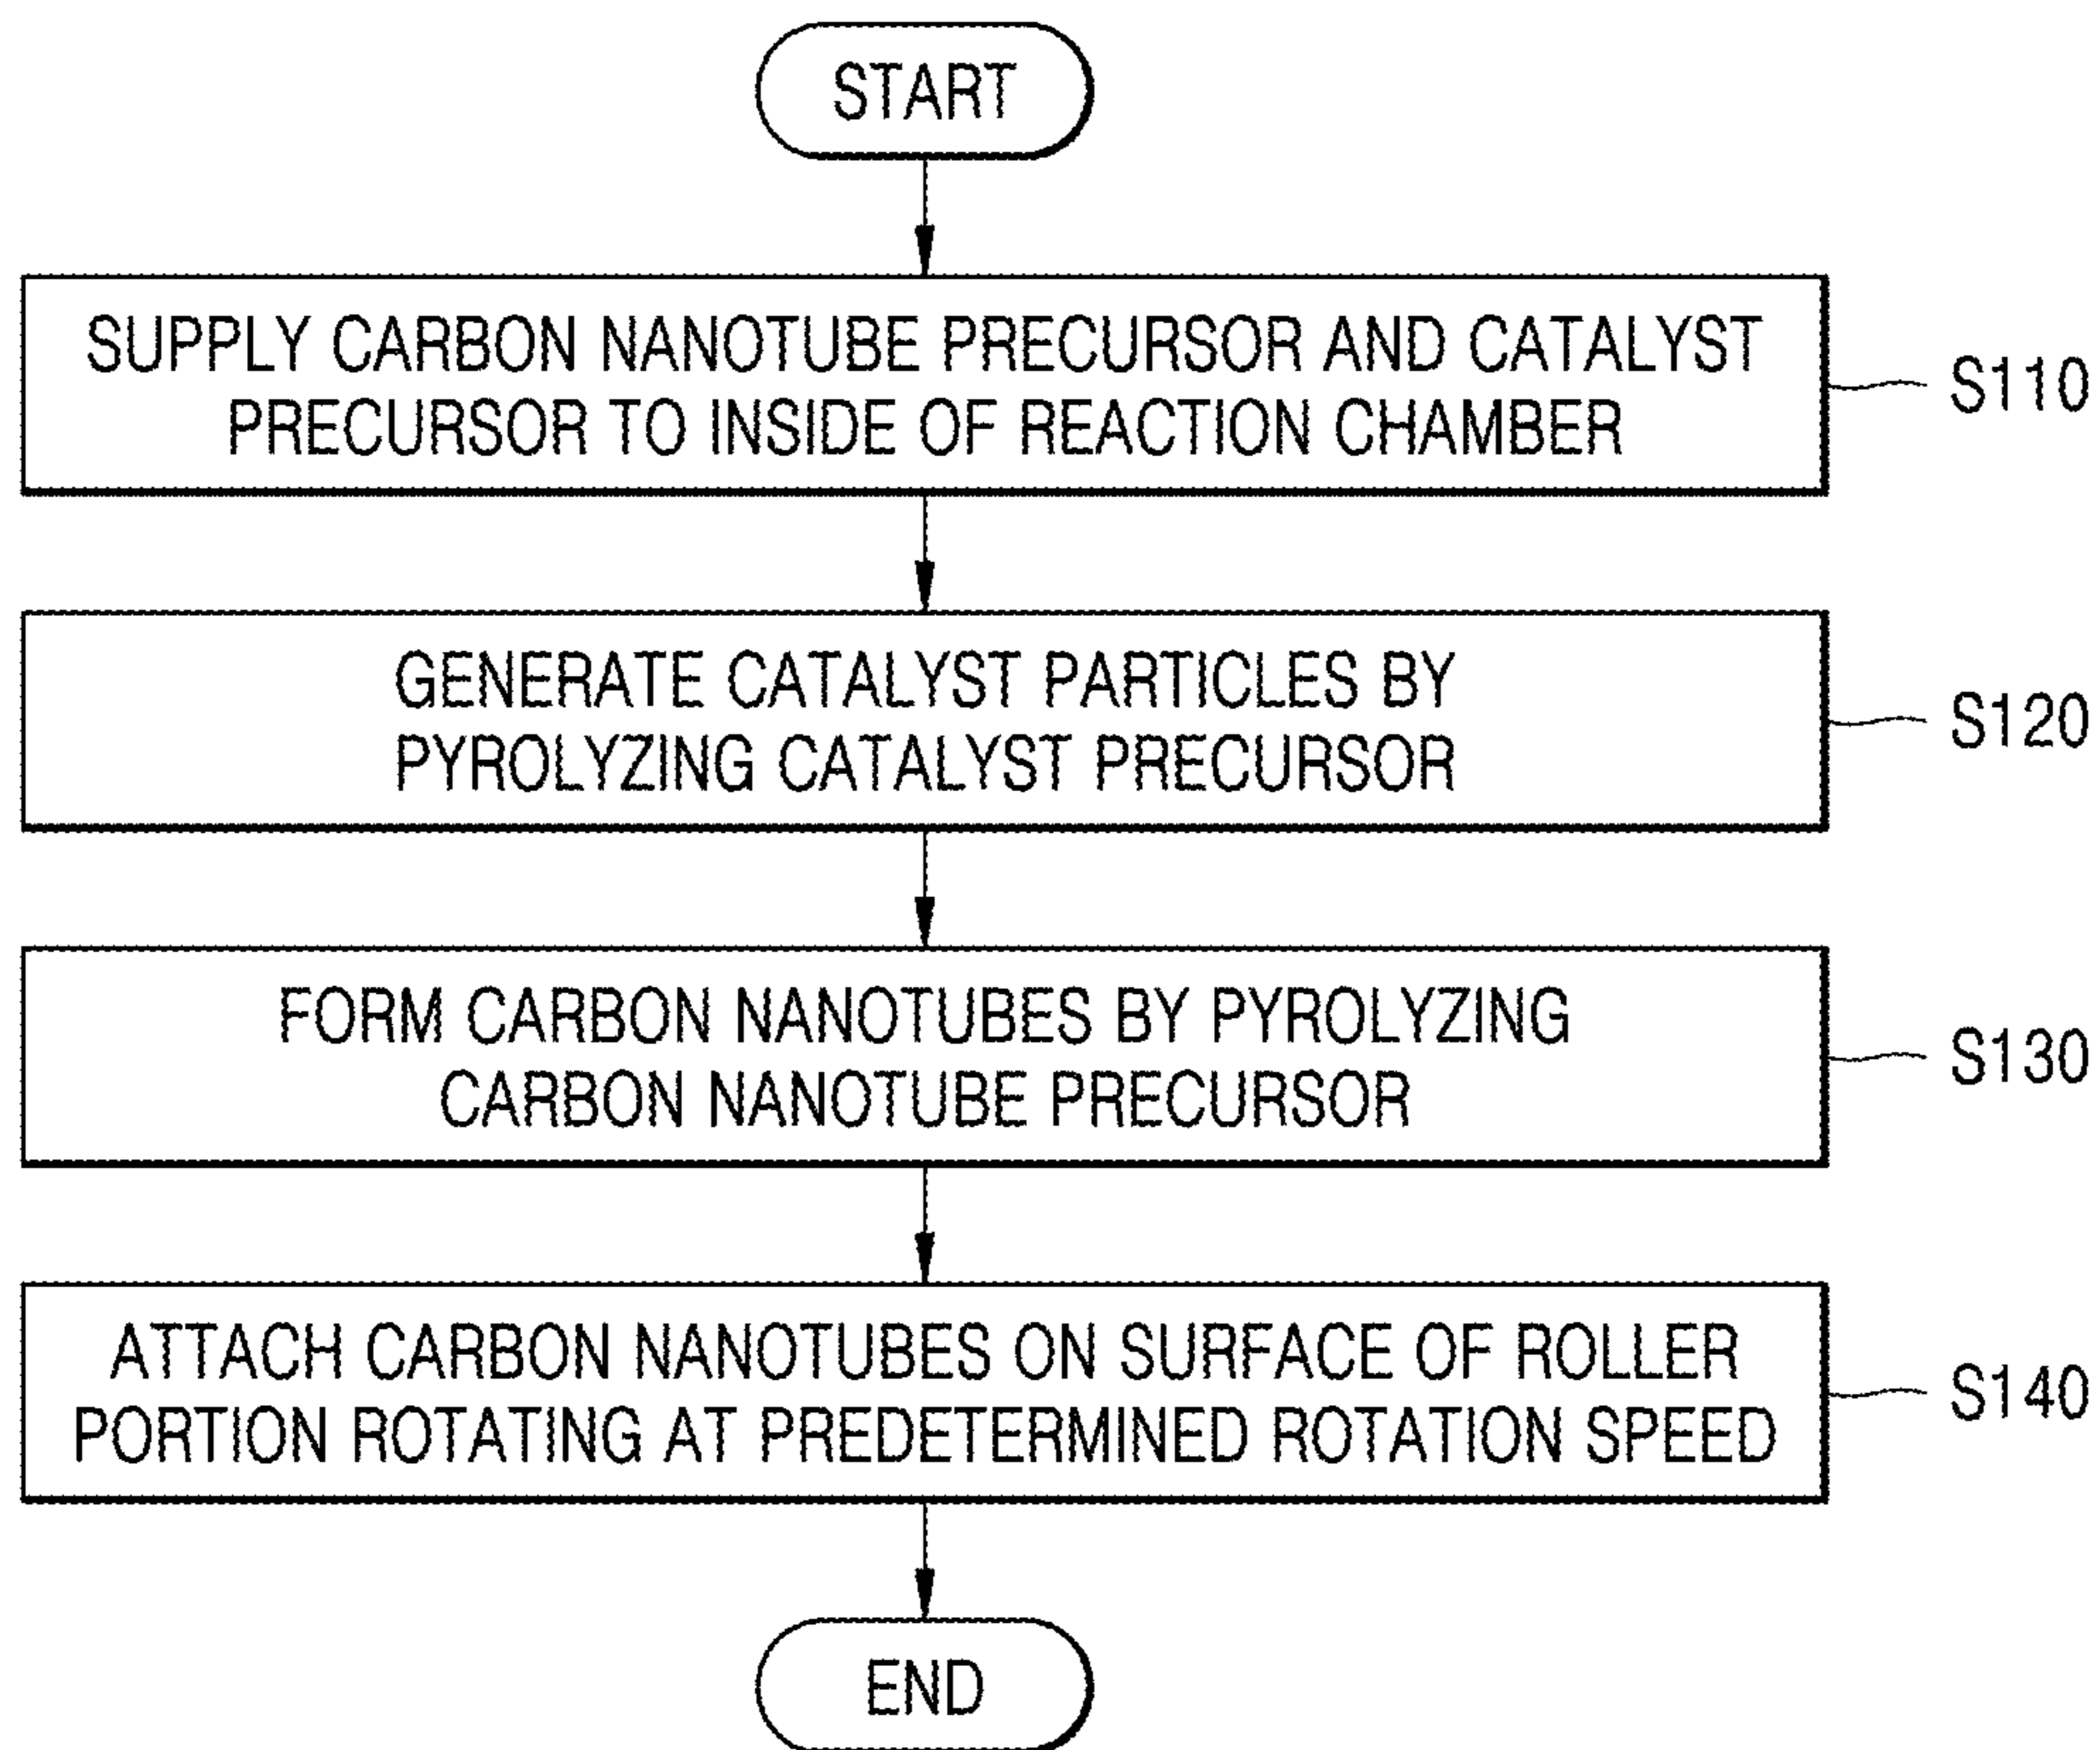 START
SUPPLY CARBON NANOTUBE PRECURSOR AND CATALYST
PRECURSOR TO INSIDE OF REACTION CHAMBER
S110
GENERATE CATALYST PARTICLES BY
PYROLYZING CATALYST PRECURSOR
S120
FORM CARBON NANOTUBES BY PYROLYZING
CARBON NANOTUBE PRECURSOR
S130
ATTACH CARBON NANOTUBES ON SURFACE OF ROLLER
PORTION ROTATING AT PREDETERMINED ROTATION SPEED
S140
END